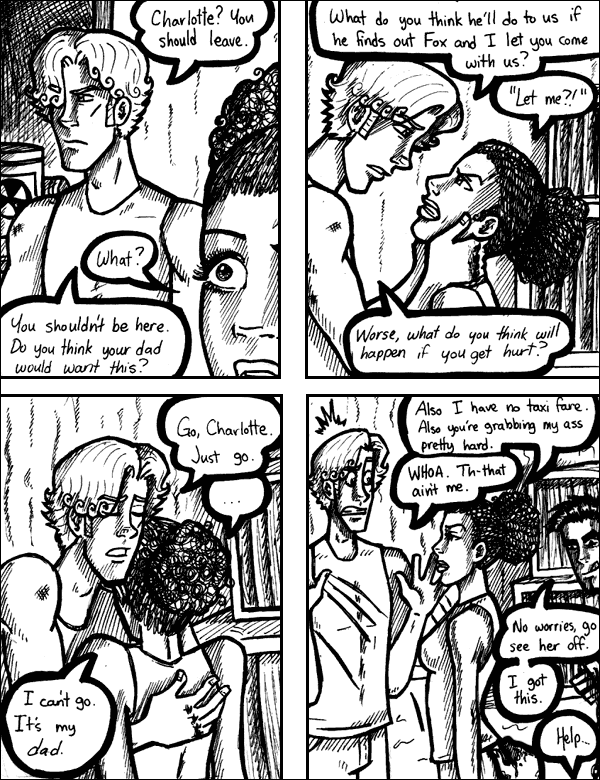 Charlotte? You
should leave.
What?
You shouldn't be here.
Do you think your dad
would want this?
What do you think he'll do to us if
he finds out Fox and I let you come
with us?
"Let me?!"
Worse, what do you think will
happen if you get hurt?
Go, Charlotte.
Just go.
...
I can't go.
It's my
dad.
Also I have no taxi fare.
Also you're grabbing my ass
pretty hard.
WHOA. Th-that
ain't me.
No worries, go
see her off.
I got
this.
Help...